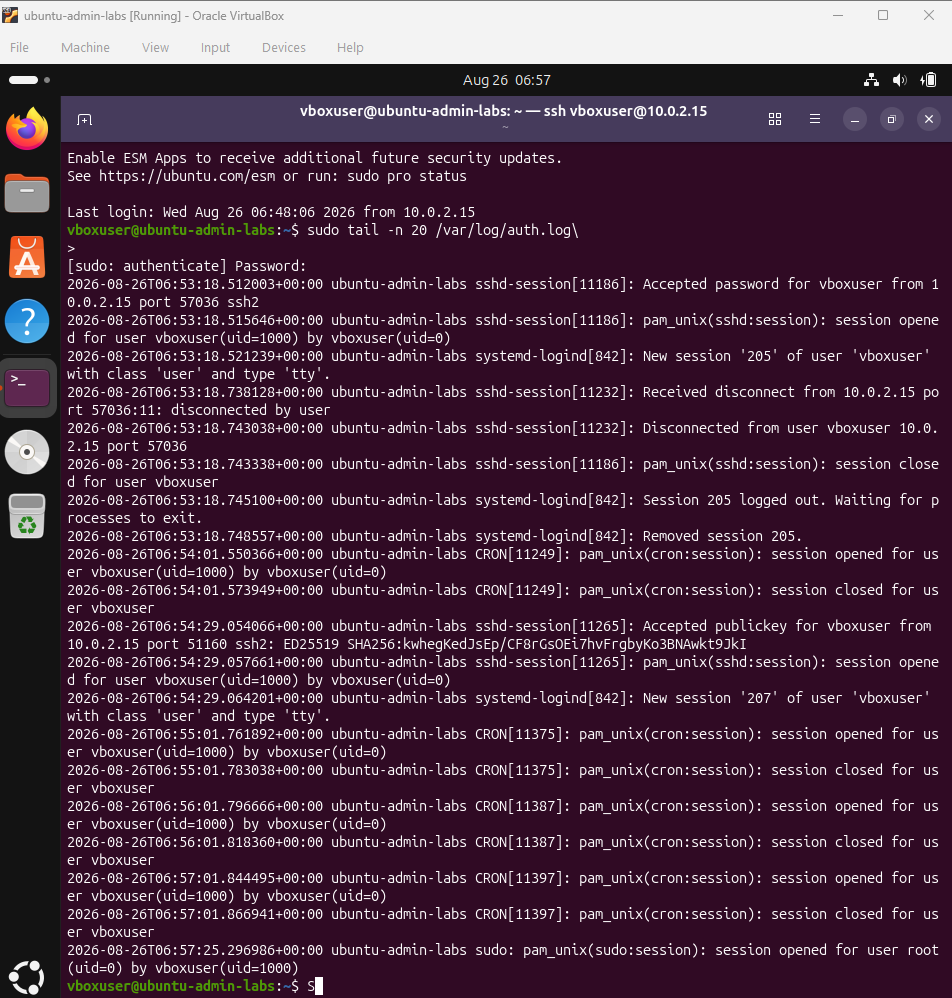 ubuntu-admin-labs [Running] - Oracle VirtualBox
File Machine View Input Devices Help
Aug 26 06:57
vboxuser@ubuntu-admin-labs: ~ — ssh vboxuser@10.0.2.15
~
Enable ESM Apps to receive additional future security updates.
See https://ubuntu.com/esm or run: sudo pro status
Last login: Wed Aug 26 06:48:06 2026 from 10.0.2.15
vboxuser@ubuntu-admin-labs:~$ sudo tail -n 20 /var/log/auth.log\
>
[sudo: authenticate] Password:
2026-08-26T06:53:18.512003+00:00 ubuntu-admin-labs sshd-session[11186]: Accepted password for vboxuser from 1
0.0.2.15 port 57036 ssh2
2026-08-26T06:53:18.515646+00:00 ubuntu-admin-labs sshd-session[11186]: pam_unix(sshd:session): session opene
d for user vboxuser(uid=1000) by vboxuser(uid=0)
2026-08-26T06:53:18.521239+00:00 ubuntu-admin-labs systemd-logind[842]: New session '205' of user 'vboxuser'
with class 'user' and type 'tty'.
2026-08-26T06:53:18.738128+00:00 ubuntu-admin-labs sshd-session[11232]: Received disconnect from 10.0.2.15 po
rt 57036:11: disconnected by user
2026-08-26T06:53:18.743038+00:00 ubuntu-admin-labs sshd-session[11232]: Disconnected from user vboxuser 10.0.
2.15 port 57036
2026-08-26T06:53:18.743338+00:00 ubuntu-admin-labs sshd-session[11186]: pam_unix(sshd:session): session close
d for user vboxuser
2026-08-26T06:53:18.745100+00:00 ubuntu-admin-labs systemd-logind[842]: Session 205 logged out. Waiting for p
rocesses to exit.
2026-08-26T06:53:18.748557+00:00 ubuntu-admin-labs systemd-logind[842]: Removed session 205.
2026-08-26T06:54:01.550366+00:00 ubuntu-admin-labs CRON[11249]: pam_unix(cron:session): session opened for us
er vboxuser(uid=1000) by vboxuser(uid=0)
2026-08-26T06:54:01.573949+00:00 ubuntu-admin-labs CRON[11249]: pam_unix(cron:session): session closed for us
er vboxuser
2026-08-26T06:54:29.054066+00:00 ubuntu-admin-labs sshd-session[11265]: Accepted publickey for vboxuser from
10.0.2.15 port 51160 ssh2: ED25519 SHA256:kwhegKedJsEp/CF8rGsOEi7hvFrgbyKo3BNAwkt9JkI
2026-08-26T06:54:29.057661+00:00 ubuntu-admin-labs sshd-session[11265]: pam_unix(sshd:session): session opene
d for user vboxuser(uid=1000) by vboxuser(uid=0)
2026-08-26T06:54:29.064201+00:00 ubuntu-admin-labs systemd-logind[842]: New session '207' of user 'vboxuser'
with class 'user' and type 'tty'.
2026-08-26T06:55:01.761892+00:00 ubuntu-admin-labs CRON[11375]: pam_unix(cron:session): session opened for us
er vboxuser(uid=1000) by vboxuser(uid=0)
2026-08-26T06:55:01.783038+00:00 ubuntu-admin-labs CRON[11375]: pam_unix(cron:session): session closed for us
er vboxuser
2026-08-26T06:56:01.796666+00:00 ubuntu-admin-labs CRON[11387]: pam_unix(cron:session): session opened for us
er vboxuser(uid=1000) by vboxuser(uid=0)
2026-08-26T06:56:01.818360+00:00 ubuntu-admin-labs CRON[11387]: pam_unix(cron:session): session closed for us
er vboxuser
2026-08-26T06:57:01.844495+00:00 ubuntu-admin-labs CRON[11397]: pam_unix(cron:session): session opened for us
er vboxuser(uid=1000) by vboxuser(uid=0)
2026-08-26T06:57:01.866941+00:00 ubuntu-admin-labs CRON[11397]: pam_unix(cron:session): session closed for us
er vboxuser
2026-08-26T06:57:25.296986+00:00 ubuntu-admin-labs sudo: pam_unix(sudo:session): session opened for user root
(uid=0) by vboxuser(uid=1000)
vboxuser@ubuntu-admin-labs:~$ S